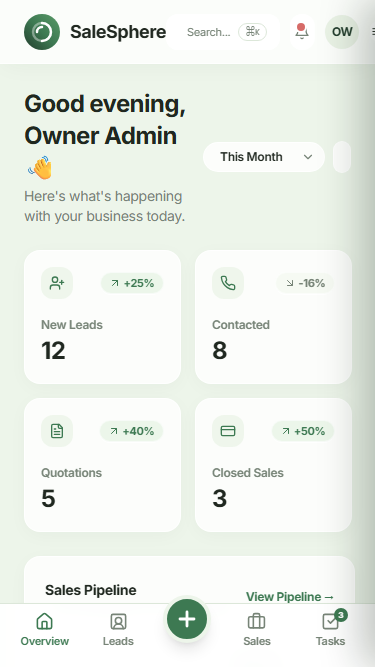 SaleSphere
Search...
⌘K
OW
Good evening,
Owner Admin
👋
Here's what's happening
with your business today.
This Month
+25%
New Leads
12
-16%
Contacted
8
+40%
Quotations
5
+50%
Closed Sales
3
Sales Pipeline
View Pipeline →
Overview
Leads
Sales
3
Tasks